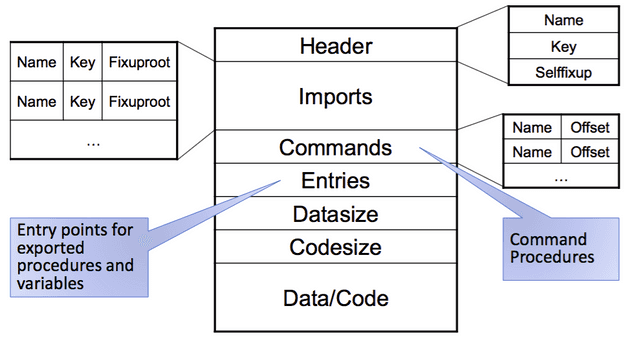 Name Key Fixuproot
Name Key Fixuproot
...
Header
Imports
Commands
Entries
Datasize
Codesize
Data/Code
Name
Key
Selffixup
Name Offset
Name Offset
...
Entry points for
exported
procedures and
variables
Command
Procedures